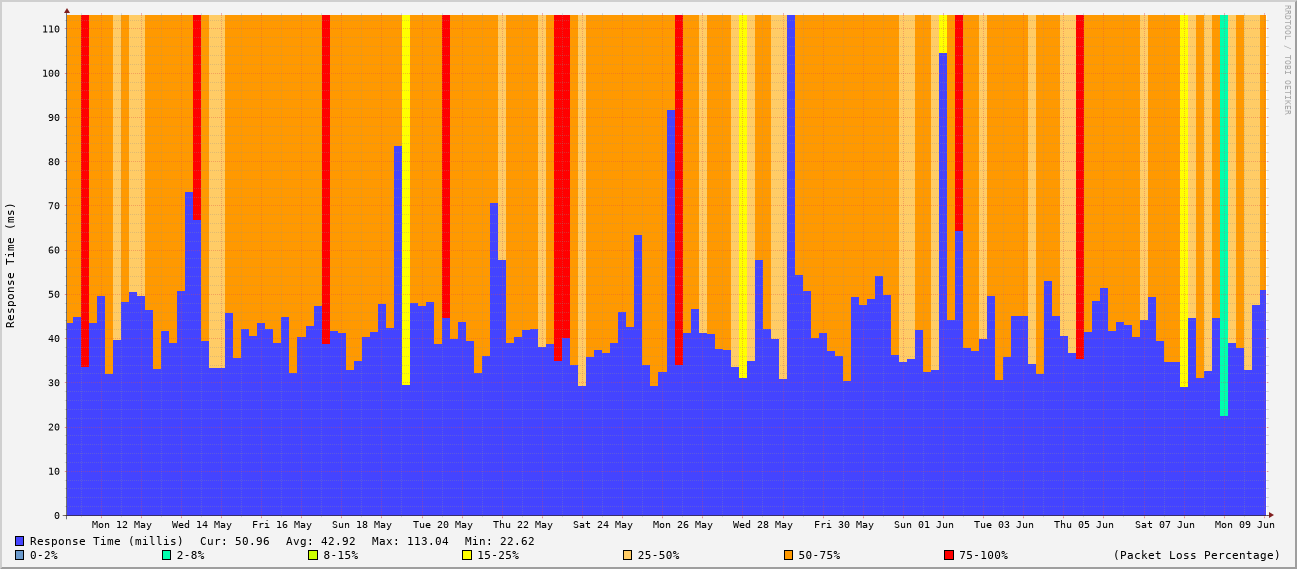 RRDTOOL / TOBI OETIKER
Response Time (ms)
110
100
90
80
70
60
50
40
30
20
10
0
Mon 12 May Wed 14 May Fri 16 May Sun 18 May Tue 20 May Thu 22 May Sat 24 May Mon 26 May Wed 28 May Fri 30 May Sun 01 Jun Tue 03 Jun Thu 05 Jun Sat 07 Jun Mon 09 Jun
Response Time (millis) Cur: 50.96 Avg: 42.92 Max: 113.04 Min: 22.62
0-2% 2-8% 8-15% 15-25% 25-50% 50-75% 75-100% (Packet Loss Percentage)